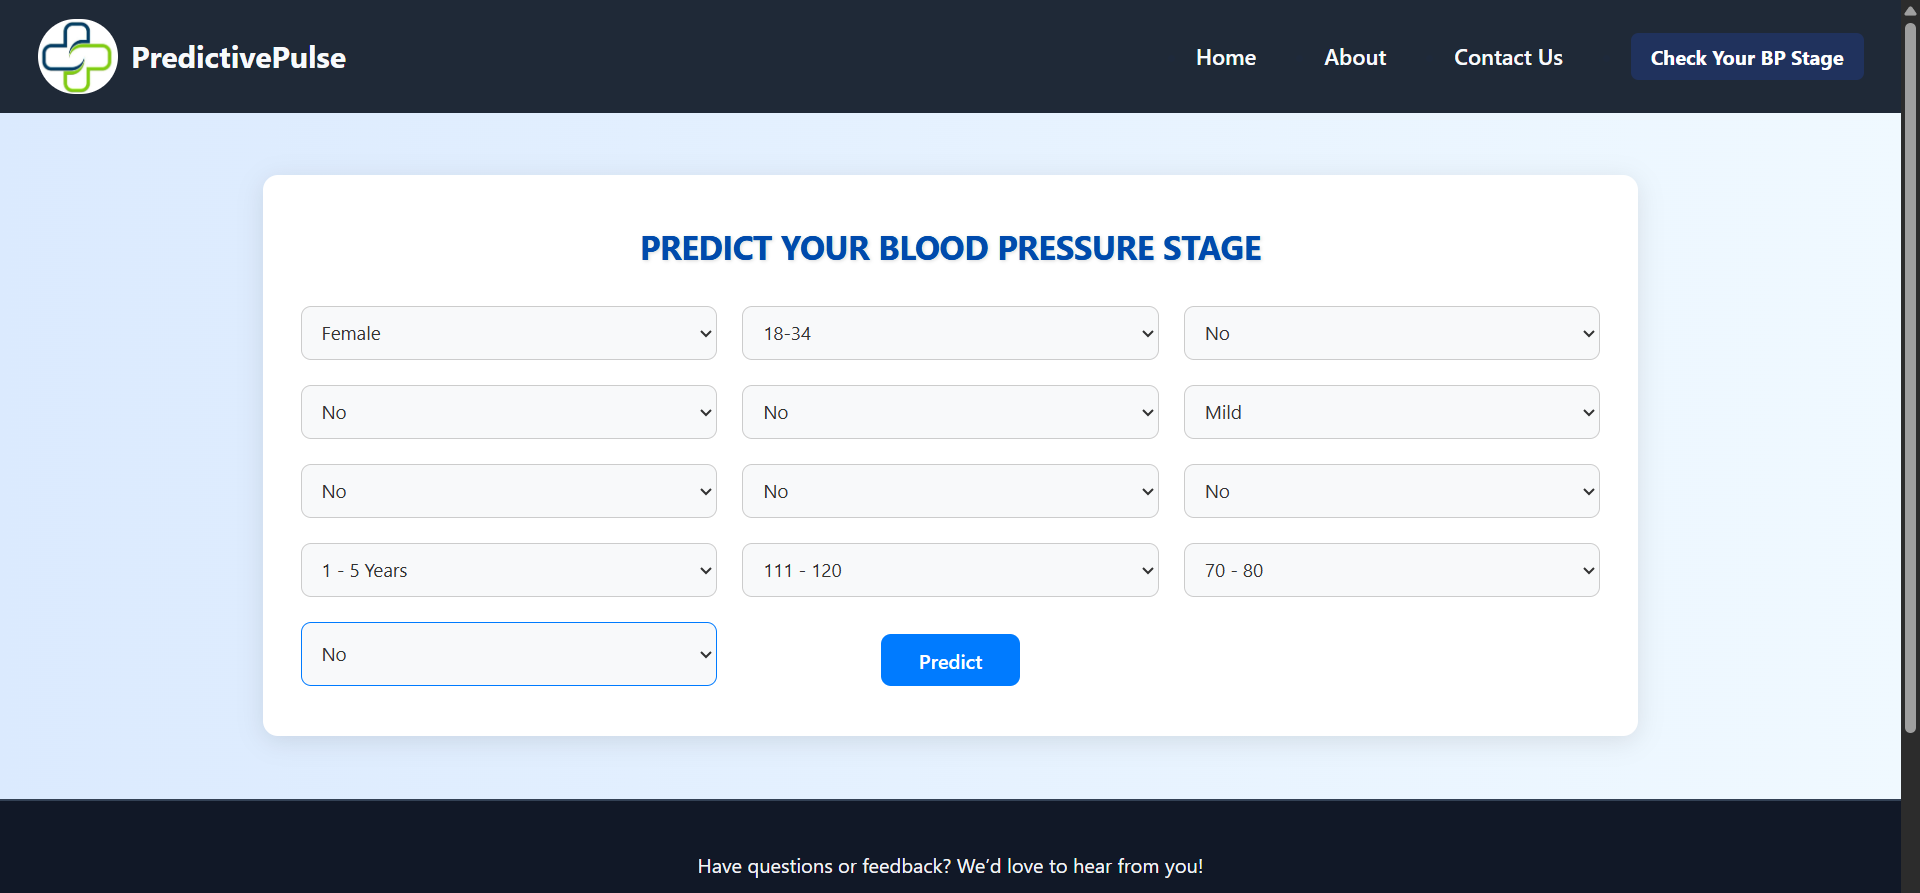 PredictivePulse
Home About Contact Us Check Your BP Stage
PREDICT YOUR BLOOD PRESSURE STAGE
Female 18-34 No
No No Mild
No No No
1 - 5 Years 111 - 120 70 - 80
No Predict
Have questions or feedback? We’d love to hear from you!